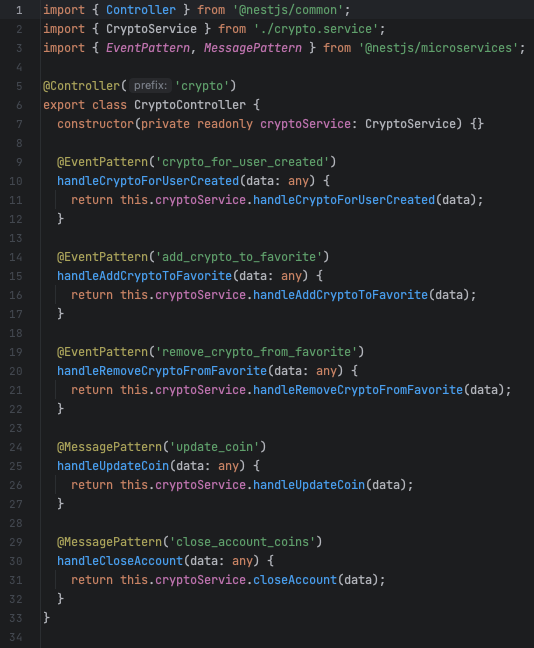 1 import { Controller } from '@nestjs/common';
2 import { CryptoService } from './crypto.service';
3 import { EventPattern, MessagePattern } from '@nestjs/microservices';
4
5 @Controller( prefix: 'crypto')
6 export class CryptoController {
7   constructor(private readonly cryptoService: CryptoService) {}
8
9   @EventPattern('crypto_for_user_created')
10   handleCryptoForUserCreated(data: any) {
11     return this.cryptoService.handleCryptoForUserCreated(data);
12   }
13
14   @EventPattern('add_crypto_to_favorite')
15   handleAddCryptoToFavorite(data: any) {
16     return this.cryptoService.handleAddCryptoToFavorite(data);
17   }
18
19   @EventPattern('remove_crypto_from_favorite')
20   handleRemoveCryptoFromFavorite(data: any) {
21     return this.cryptoService.handleRemoveCryptoFromFavorite(data);
22   }
23
24   @MessagePattern('update_coin')
25   handleUpdateCoin(data: any) {
26     return this.cryptoService.handleUpdateCoin(data);
27   }
28
29   @MessagePattern('close_account_coins')
30   handleCloseAccount(data: any) {
31     return this.cryptoService.closeAccount(data);
32   }
33 }
34